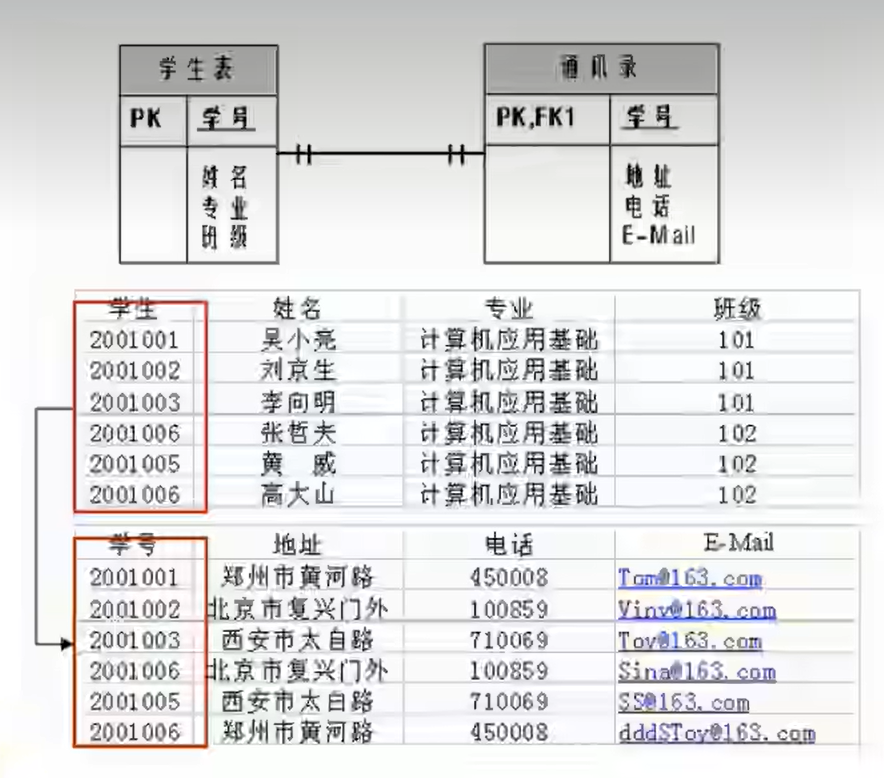 学生表
通讯录
PK 学号
PK,FK1 学号
姓名
专业
班级
地址
电话
E-Mail
学生 姓名 专业 班级
2001001 吴小亮 计算机应用基础 101
2001002 刘京生 计算机应用基础 101
2001003 李向明 计算机应用基础 101
2001006 张哲夫 计算机应用基础 102
2001005 黄 威 计算机应用基础 102
2001006 高大山 计算机应用基础 102
学号 地址 电话 E-Mail
2001001 郑州市黄河路 450008 Tom@163.com
2001002 北京市复兴门外 100859 Vinv@163.com
2001003 西安市太白路 710069 Tov@163.com
2001006 北京市复兴门外 100859 Sina@163.com
2001005 西安市太白路 710069 SS@163.com
2001006 郑州市黄河路 450008 dddSToy@163.com